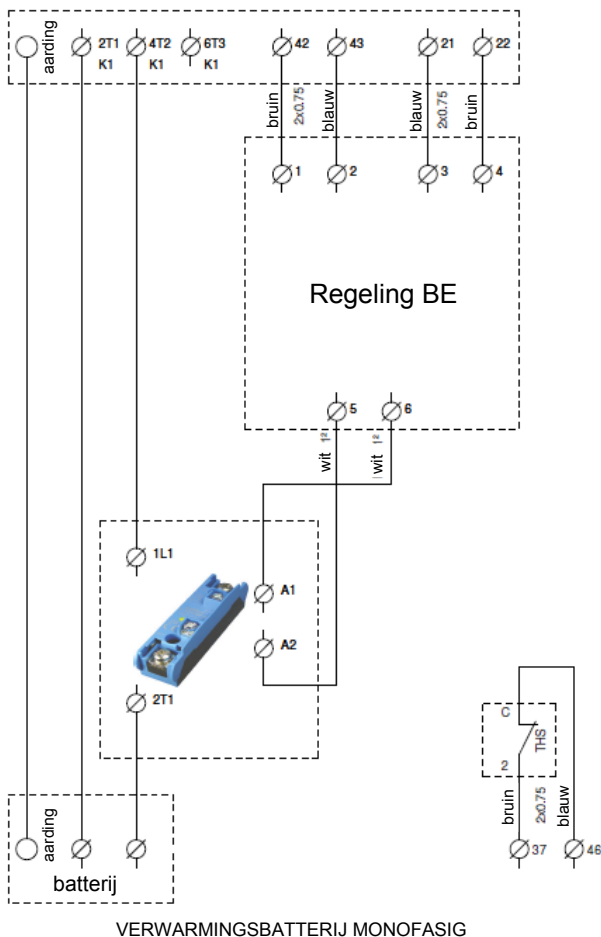 aarding
2T1 4T2 6T3 42 43 21 22
K1 K1 K1
bruin 2x0.75 blauw blauw 2x0.75 bruin
1 2 3 4
Regeling BE
5 6
wit 1² wit 1²
1L1
A1
A2
2T1
C
THS
2
bruin 2x0.75 blauw
37 46
aarding
batterij
VERWARMINGSBATTERIJ MONOFASIG